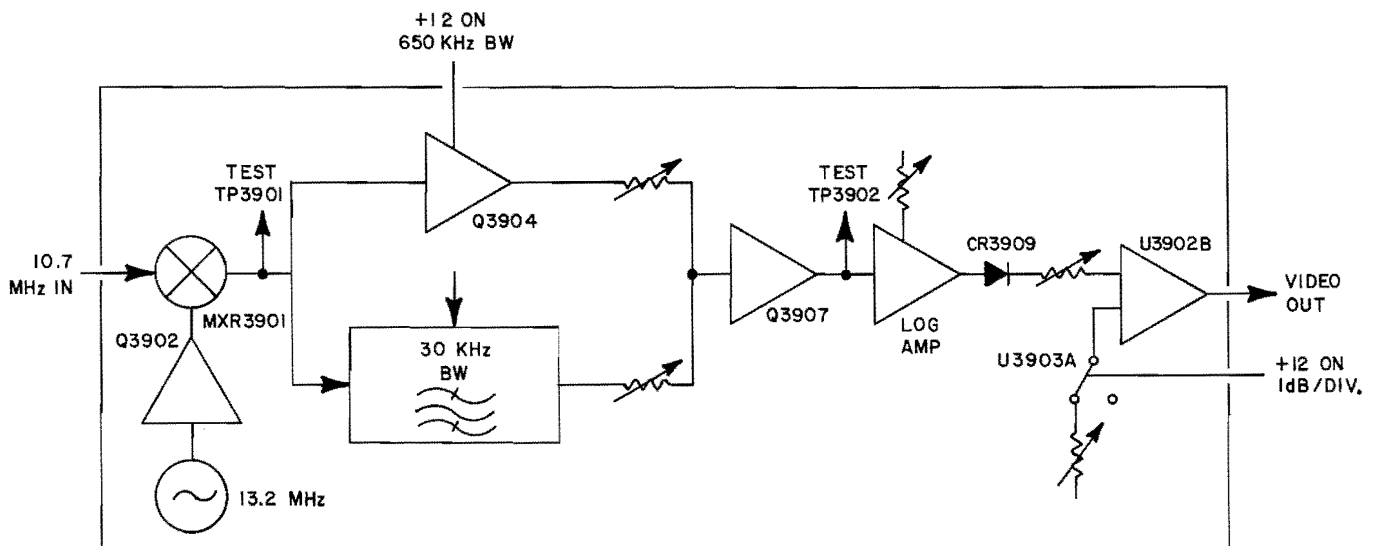 +12 ON
650 KHz BW
TEST
TP3901
Q3904
TEST
TP3902
CR3909
U3902B
10.7
MHz IN
MXR3901
Q3902
Q3907
LOG
AMP
VIDEO
OUT
30 KHz
BW
U3903A
+12 ON
1dB/DIV.
13.2 MHz